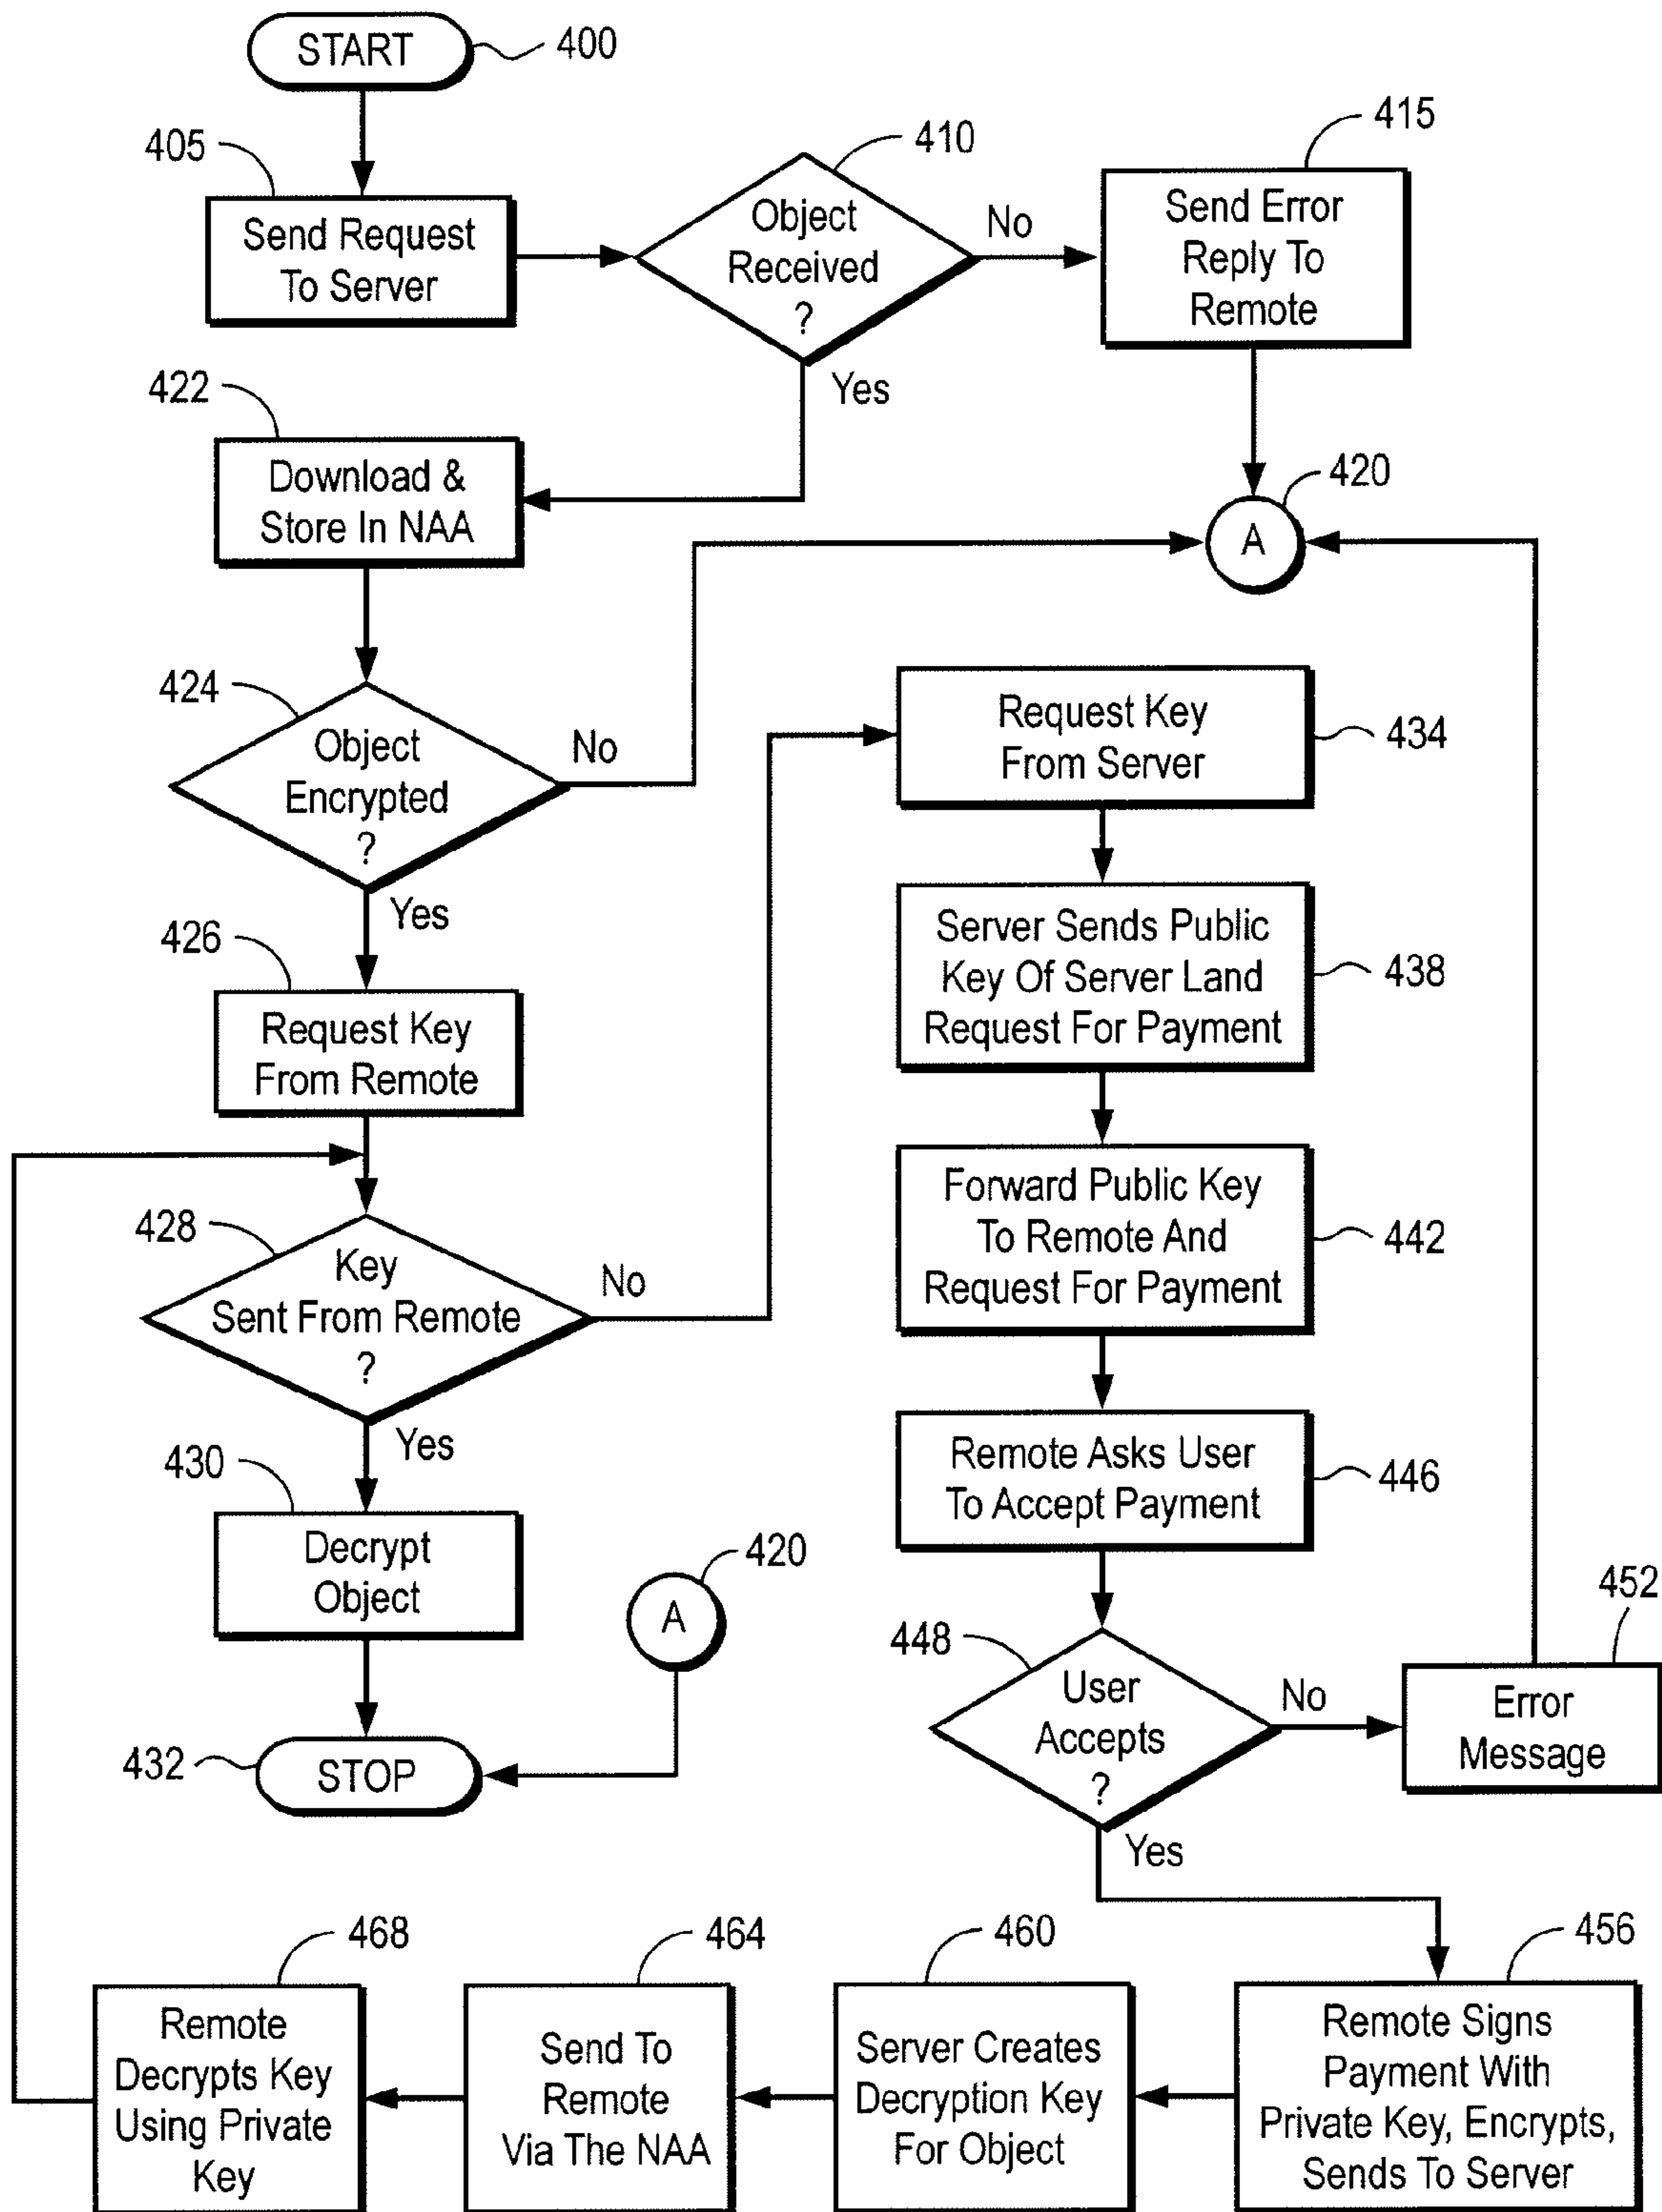 START
400
405
Send Request
To Server
410
Object
Received
?
No
Yes
415
Send Error
Reply To
Remote
422
Download &
Store In NAA
420
A
424
Object
Encrypted
?
No
Yes
426
Request Key
From Remote
428
Key
Sent From Remote
?
No
Yes
430
Decrypt
Object
420
A
432
STOP
Request Key
From Server
434
Server Sends Public
Key Of Server Land
Request For Payment
438
Forward Public Key
To Remote And
Request For Payment
442
Remote Asks User
To Accept Payment
446
448
User
Accepts
?
No
Yes
452
Error
Message
456
Remote Signs
Payment With
Private Key, Encrypts,
Sends To Server
460
Server Creates
Decryption Key
For Object
464
Send To
Remote
Via The NAA
468
Remote
Decrypts Key
Using Private
Key